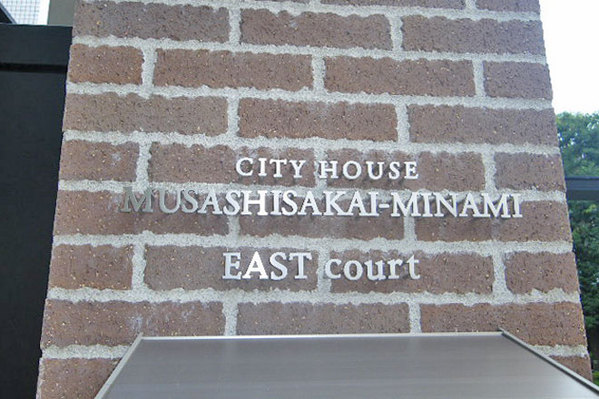 CITY HOUSE
MUSASHISAKAI-MINAMI
EAST court